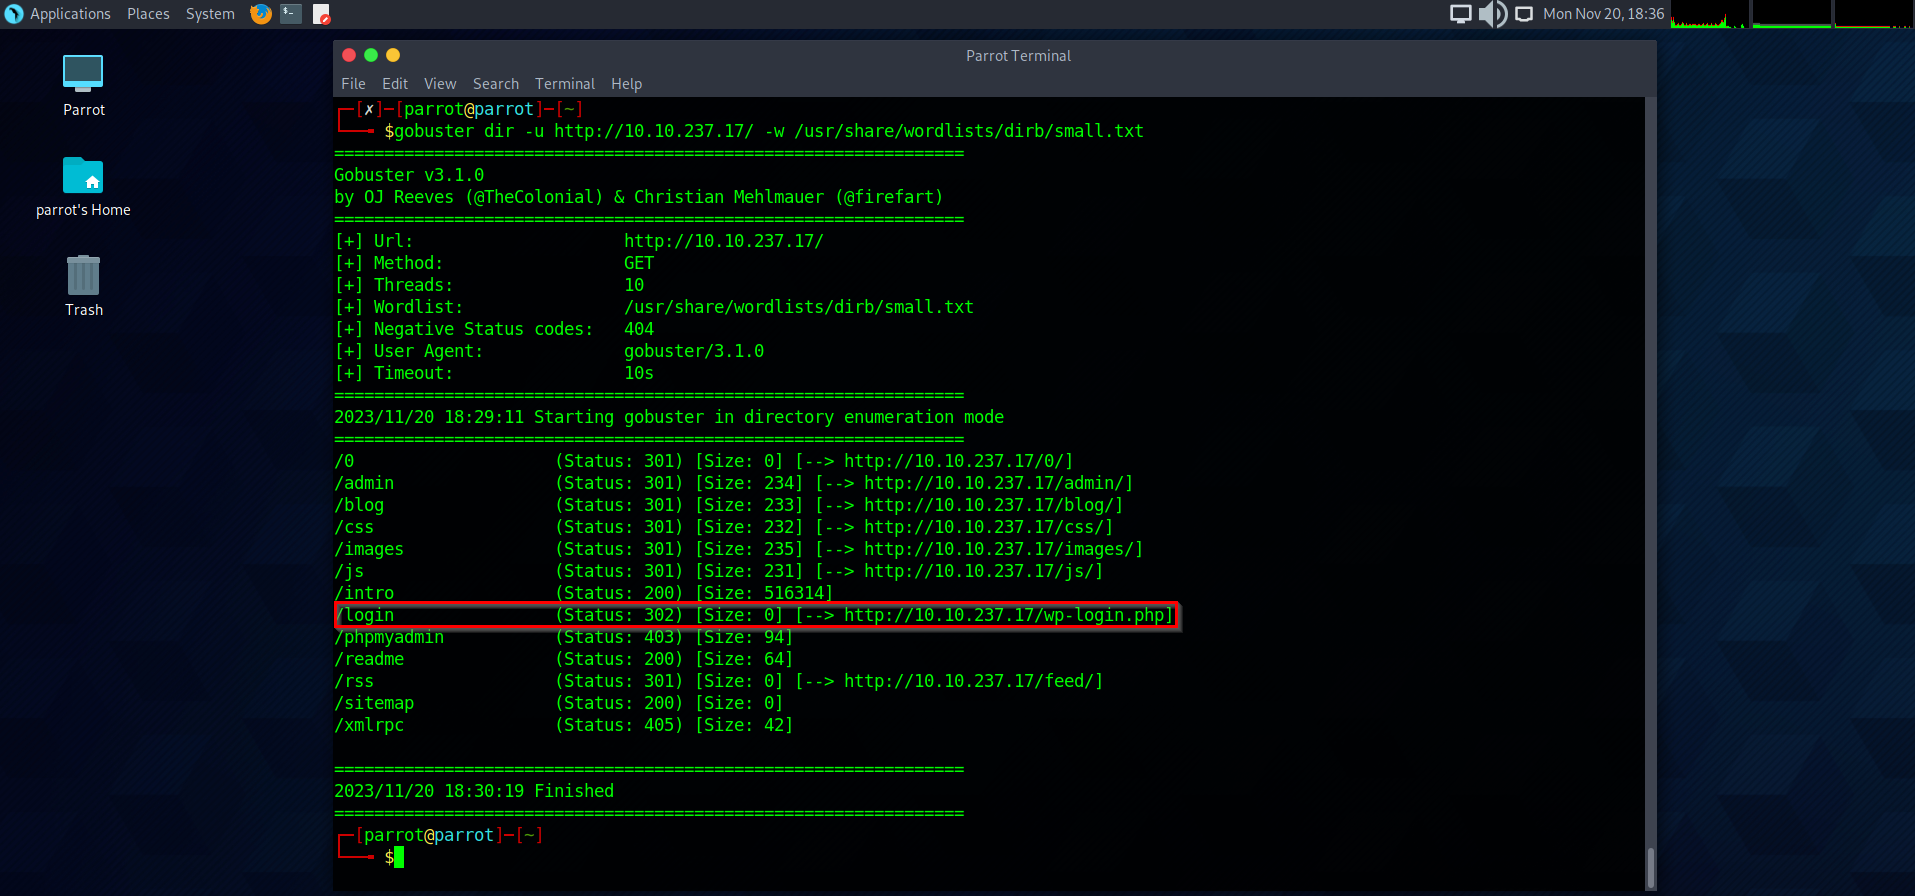 Applications Places System Mon Nov 20, 18:36
Parrot
parrot's Home
Trash
Parrot Terminal
File Edit View Search Terminal Help
┌─[✗]─[parrot@parrot]─[~]
└──╼ $gobuster dir -u http://10.10.237.17/ -w /usr/share/wordlists/dirb/small.txt
===============================================================
Gobuster v3.1.0
by OJ Reeves (@TheColonial) & Christian Mehlmauer (@firefart)
===============================================================
[+] Url:                     http://10.10.237.17/
[+] Method:                  GET
[+] Threads:                 10
[+] Wordlist:                /usr/share/wordlists/dirb/small.txt
[+] Negative Status codes:   404
[+] User Agent:              gobuster/3.1.0
[+] Timeout:                 10s
===============================================================
2023/11/20 18:29:11 Starting gobuster in directory enumeration mode
===============================================================
/0                    (Status: 301) [Size: 0] [--> http://10.10.237.17/0/]
/admin                (Status: 301) [Size: 234] [--> http://10.10.237.17/admin/]
/blog                 (Status: 301) [Size: 233] [--> http://10.10.237.17/blog/]
/css                  (Status: 301) [Size: 232] [--> http://10.10.237.17/css/]
/images               (Status: 301) [Size: 235] [--> http://10.10.237.17/images/]
/js                   (Status: 301) [Size: 231] [--> http://10.10.237.17/js/]
/intro                (Status: 200) [Size: 516314]
/login                (Status: 302) [Size: 0] [--> http://10.10.237.17/wp-login.php]
/phpmyadmin           (Status: 403) [Size: 94]
/readme               (Status: 200) [Size: 64]
/rss                  (Status: 301) [Size: 0] [--> http://10.10.237.17/feed/]
/sitemap              (Status: 200) [Size: 0]
/xmlrpc               (Status: 405) [Size: 42]
===============================================================
2023/11/20 18:30:19 Finished
===============================================================
┌─[parrot@parrot]─[~]
└──╼ $